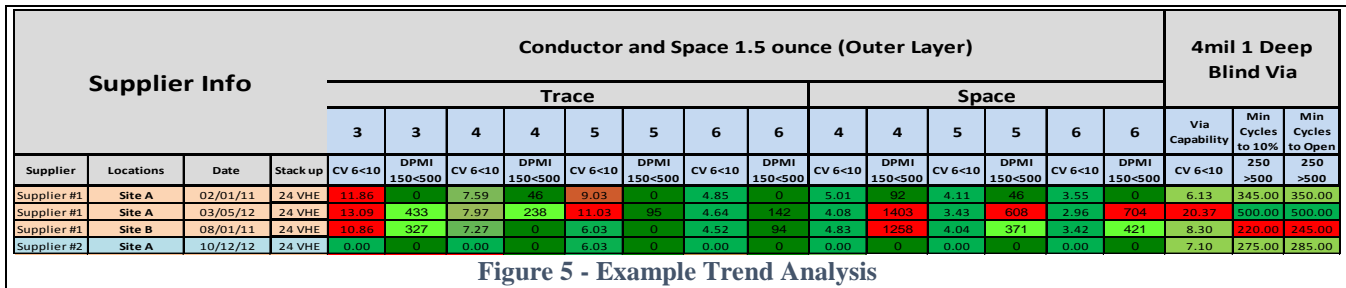 Supplier Info
Conductor and Space 1.5 ounce (Outer Layer)
4mil 1 Deep
Blind Via
Trace
Space
3 3 4 4 5 5 6 6 4 4 5 5 6 6
Via Capability Min Cycles to 10% Min Cycles to Open
Supplier Locations Date Stack up CV 6<10 DPMI 150<500 CV 6<10 DPMI 150<500 CV 6<10 DPMI 150<500 CV 6<10 DPMI 150<500 CV 6<10 DPMI 150<500 CV 6<10 DPMI 150<500 CV 6<10 DPMI 150<500 CV 6<10 250 >500 250 >500
Supplier #1 Site A 02/01/11 24 VHE 11.86 0 7.59 46 9.03 0 4.85 0 5.01 92 4.11 46 3.55 0 6.13 345.00 350.00
Supplier #1 Site A 03/05/12 24 VHE 13.09 433 7.97 238 11.03 95 4.64 142 4.08 1403 3.43 608 2.96 704 20.37 500.00 500.00
Supplier #1 Site B 08/01/11 24 VHE 10.86 327 7.27 0 6.03 0 4.52 94 4.83 1258 4.04 371 3.42 421 8.30 220.00 245.00
Supplier #2 Site A 10/12/12 24 VHE 0.00 0 0.00 0 6.03 0 0.00 0 0.00 0 0.00 0 0.00 0 7.10 275.00 285.00
Figure 5 - Example Trend Analysis